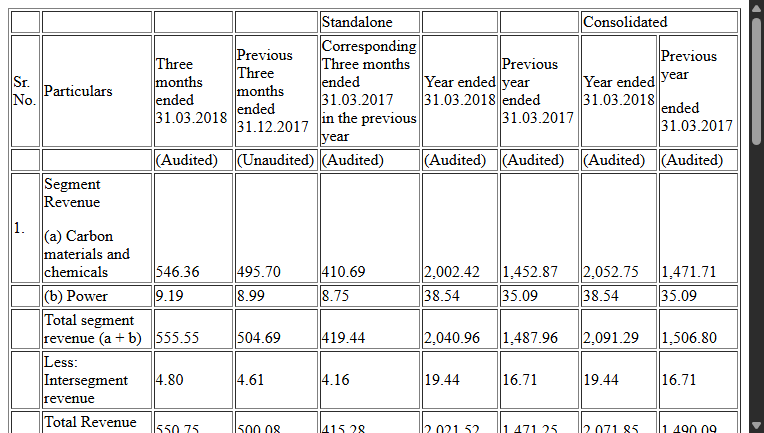 Standalone Consolidated
Sr. No. Particulars Three months ended 31.03.2018 Previous Three months ended 31.12.2017 Corresponding Three months ended 31.03.2017 in the previous year Year ended 31.03.2018 Previous year ended 31.03.2017 Year ended 31.03.2018 Previous year ended 31.03.2017
(Audited) (Unaudited) (Audited) (Audited) (Audited) (Audited) (Audited)
1. Segment Revenue
(a) Carbon materials and chemicals 546.36 495.70 410.69 2,002.42 1,452.87 2,052.75 1,471.71
(b) Power 9.19 8.99 8.75 38.54 35.09 38.54 35.09
Total segment revenue (a + b) 555.55 504.69 419.44 2,040.96 1,487.96 2,091.29 1,506.80
Less: Intersegment revenue 4.80 4.61 4.16 19.44 16.71 19.44 16.71
Total Revenue 550.75 500.08 415.28 2,021.52 1,471.25 2,071.85 1,490.09